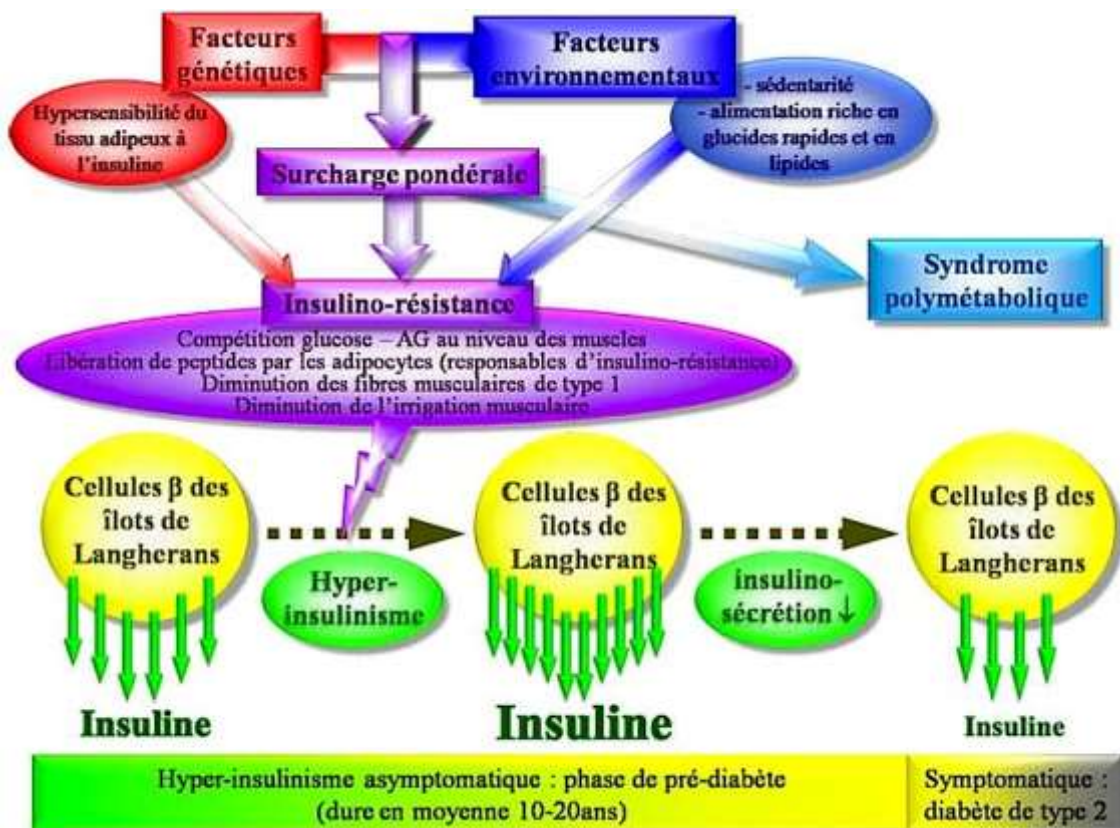 Facteurs
génétiques
Facteurs
environnementaux
Hypersensibilité du
tissu adipeux à
l'insuline
- sédentarité
- alimentation riche en
glucides rapides et en
lipides
Surcharge pondérale
Syndrome
polymétabolique
Insulino-résistance
Compétition glucose – AG au niveau des muscles
Libération de peptides par les adipocytes (responsables d'insulino-résistance)
Diminution des fibres musculaires de type 1
Diminution de l'irrigation musculaire
Cellules β des
îlots de
Langherans
Hyper-
insulinisme
Cellules β des
îlots de
Langherans
insulino-
sécrétion ↓
Cellules β des
îlots de
Langherans
Insuline
Insuline
Insuline
Hyper-insulinisme asymptomatique : phase de pré-diabète
(dure en moyenne 10-20ans)
Symptomatique :
diabète de type 2